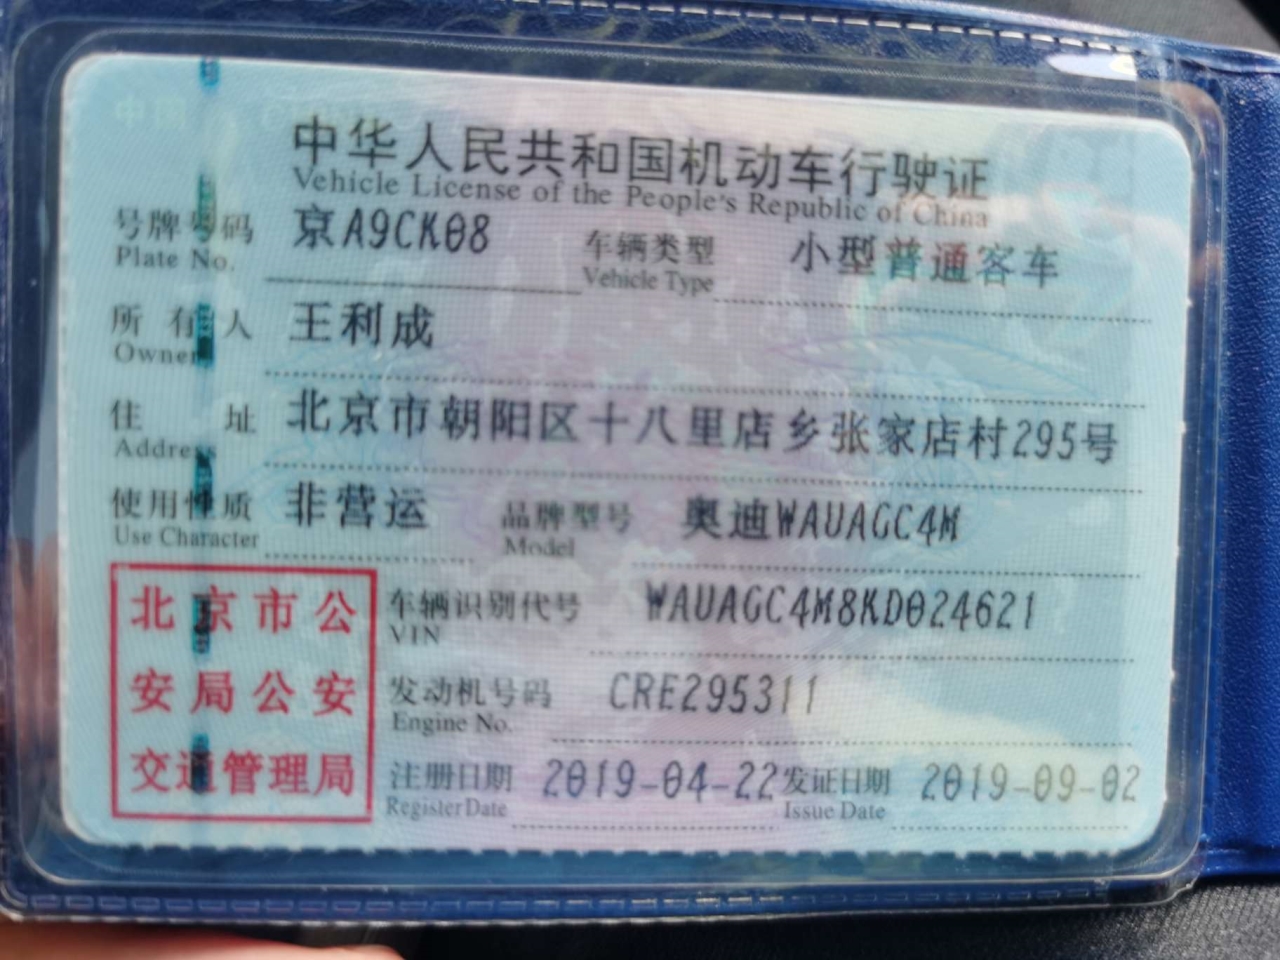 中华人民共和国机动车行驶证
Vehicle License of the People's Republic of China
号牌号码 京A9CK08 车辆类型 小型普通客车
Plate No. Vehicle Type
所有人 王利成
Owner
住址 北京市朝阳区十八里店乡张家店村295号
Address
使用性质 非营运 品牌型号 奥迪WAUAGC4M
Use Character Model
北京市公
安局公安
交通管理局
车辆识别代号 WAUAGC4M8KD024621
VIN
发动机号码 CRE295311
Engine No.
注册日期 2019-04-22 发证日期 2019-09-02
Register Date Issue Date